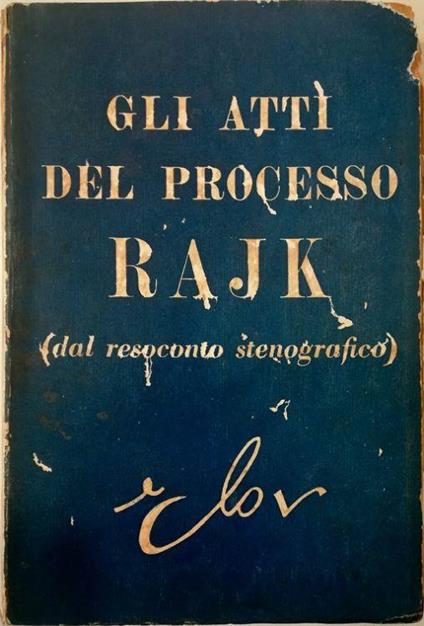 GLI ATTI
DEL PROCESSO
RAJK
(dal resoconto stenografico)